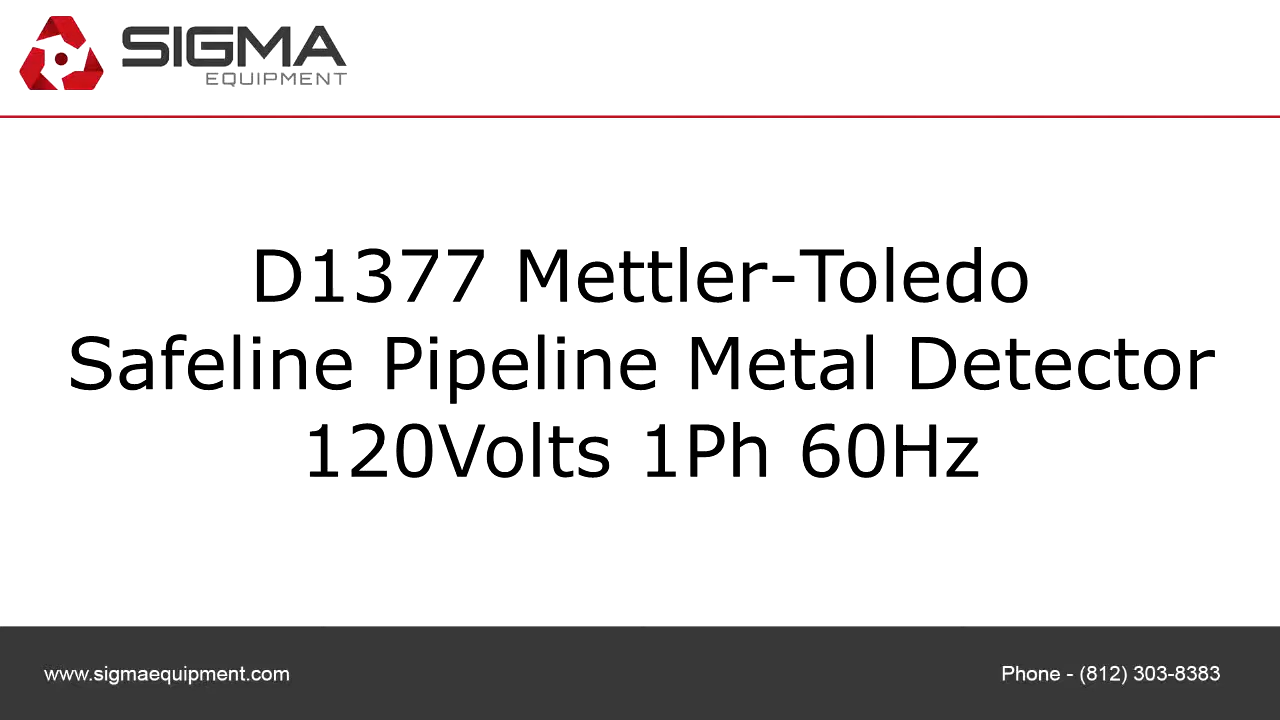 SIGMA
EQUIPMENT
D1377 Mettler-Toledo
Safeline Pipeline Metal Detector
120Volts 1Ph 60Hz
www.sigmaequipment.com
Phone - (812) 303-8383